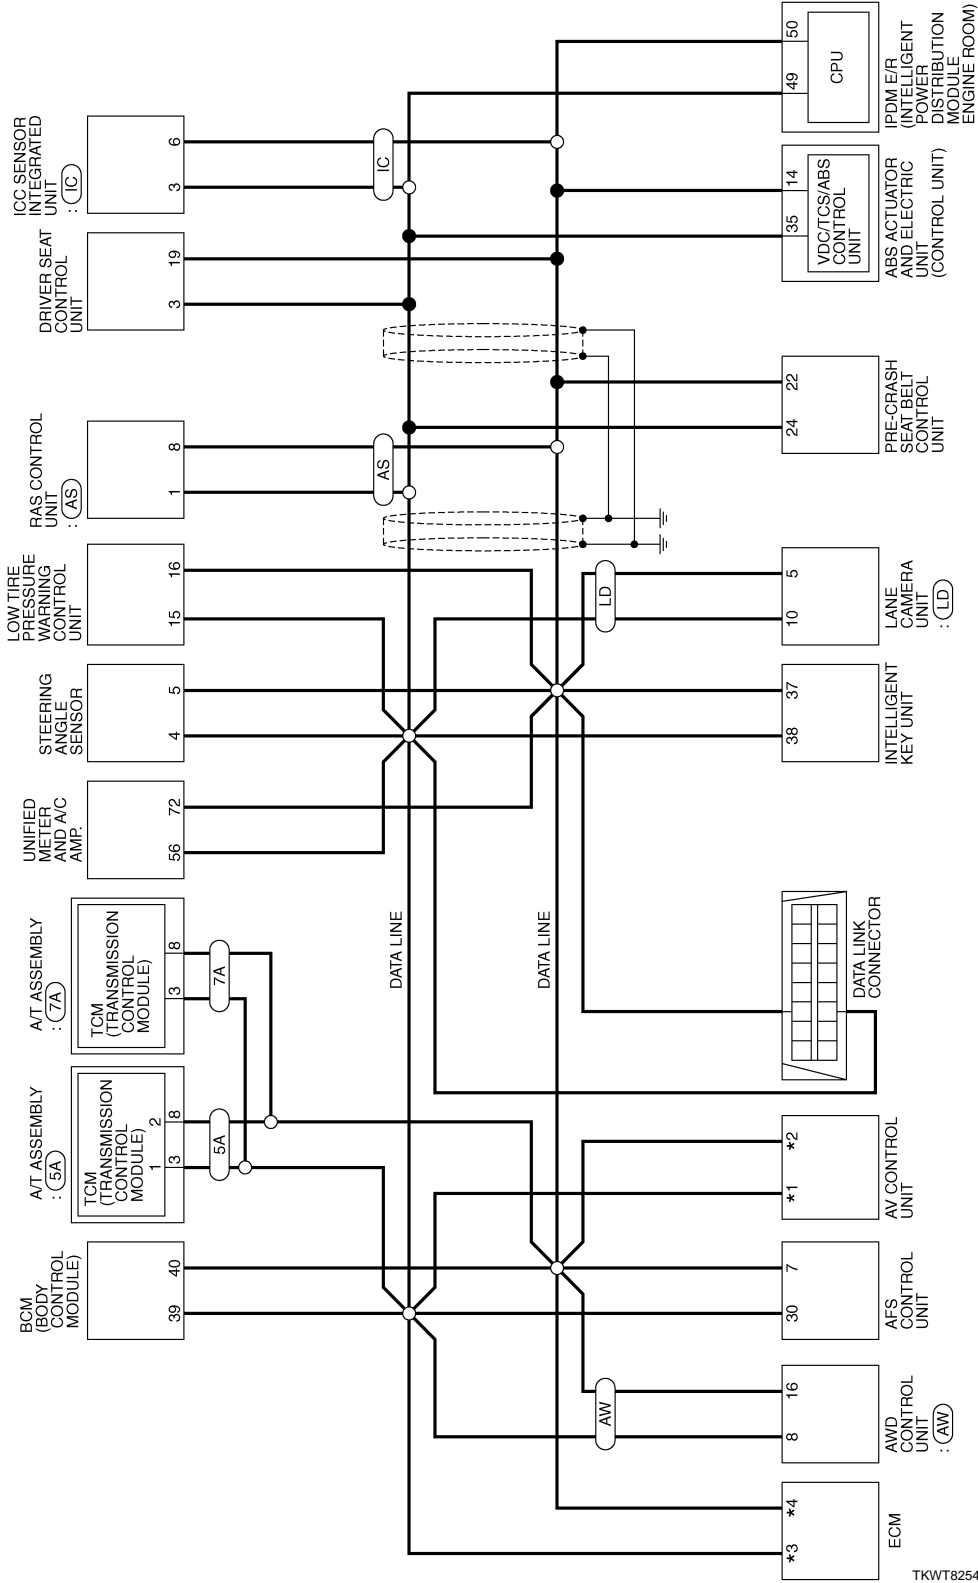 ICC SENSOR
INTEGRATED
UNIT
: IC
6
3
IC
DRIVER SEAT
CONTROL
UNIT
19
3
RAS CONTROL
UNIT
: AS
8
1
AS
LOW TIRE
PRESSURE
WARNING
CONTROL
UNIT
16
15
STEERING
ANGLE
SENSOR
5
4
UNIFIED
METER
AND A/C
AMP.
72
56
A/T ASSEMBLY
: 7A
TCM
(TRANSMISSION
CONTROL
MODULE)
8
3
7A
A/T ASSEMBLY
: 5A
TCM
(TRANSMISSION
CONTROL
MODULE)
2
1
8
3
5A
BCM
(BODY
CONTROL
MODULE)
40
39
DATA LINE
DATA LINE
50
49
CPU
IPDM E/R
(INTELLIGENT
POWER
DISTRIBUTION
MODULE
ENGINE ROOM)
14
35
VDC/TCS/ABS
CONTROL
UNIT
ABS ACTUATOR
AND ELECTRIC
UNIT
(CONTROL UNIT)
22
24
PRE-CRASH
SEAT BELT
CONTROL
UNIT
LD
5
10
LANE
CAMERA
UNIT
: LD
37
38
INTELLIGENT
KEY UNIT
DATA LINK
CONNECTOR
*2
*1
AV CONTROL
UNIT
7
30
AFS
CONTROL
UNIT
AW
16
8
AWD
CONTROL
UNIT
: AW
*4
*3
ECM
TKWT8254